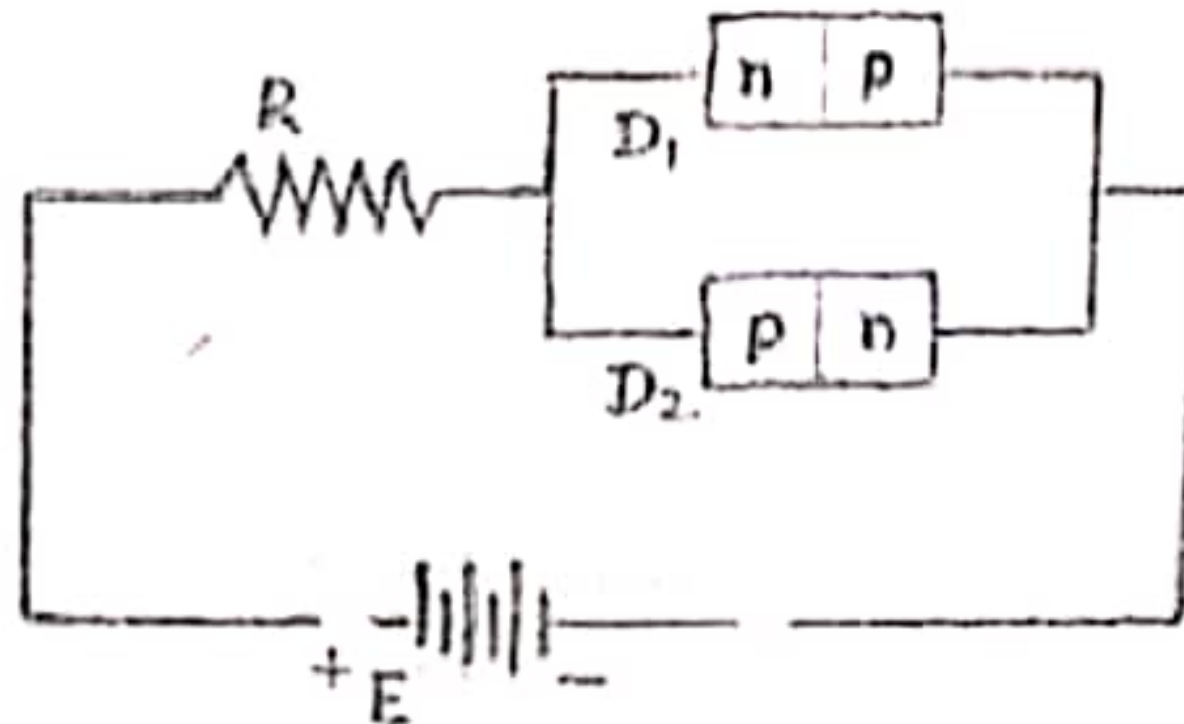 R
n p
D₁
p n
D₂.
+ E -